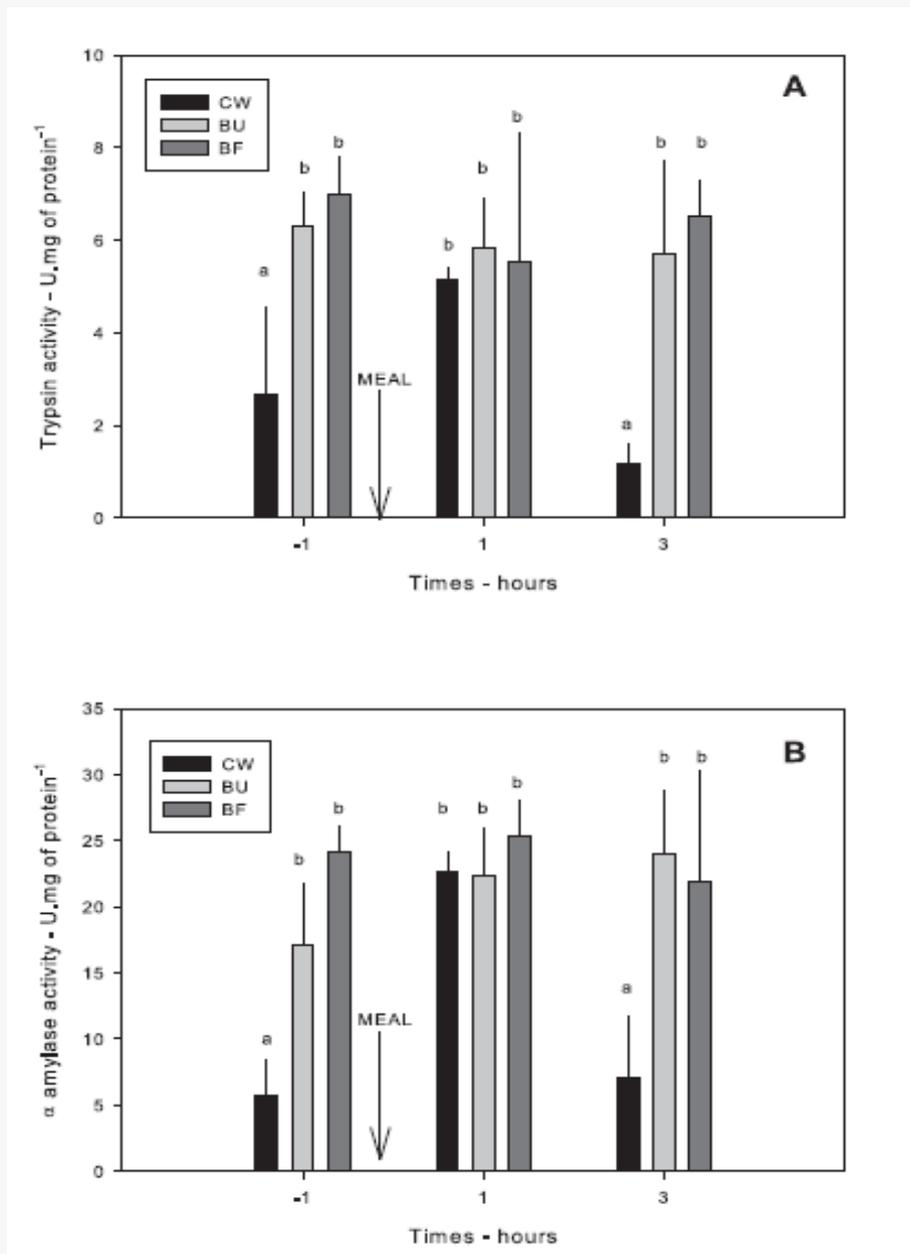 10
A
CW
BU
BF
8
6
4
2
0
Trypsin activity - U.mg of protein⁻¹
a
b
b
MEAL
b
b
b
a
b
b
-1
1
3
Times - hours
35
B
CW
BU
BF
30
25
20
15
10
5
0
α amylase activity - U.mg of protein⁻¹
a
b
b
MEAL
b
b
b
a
b
b
-1
1
3
Times - hours